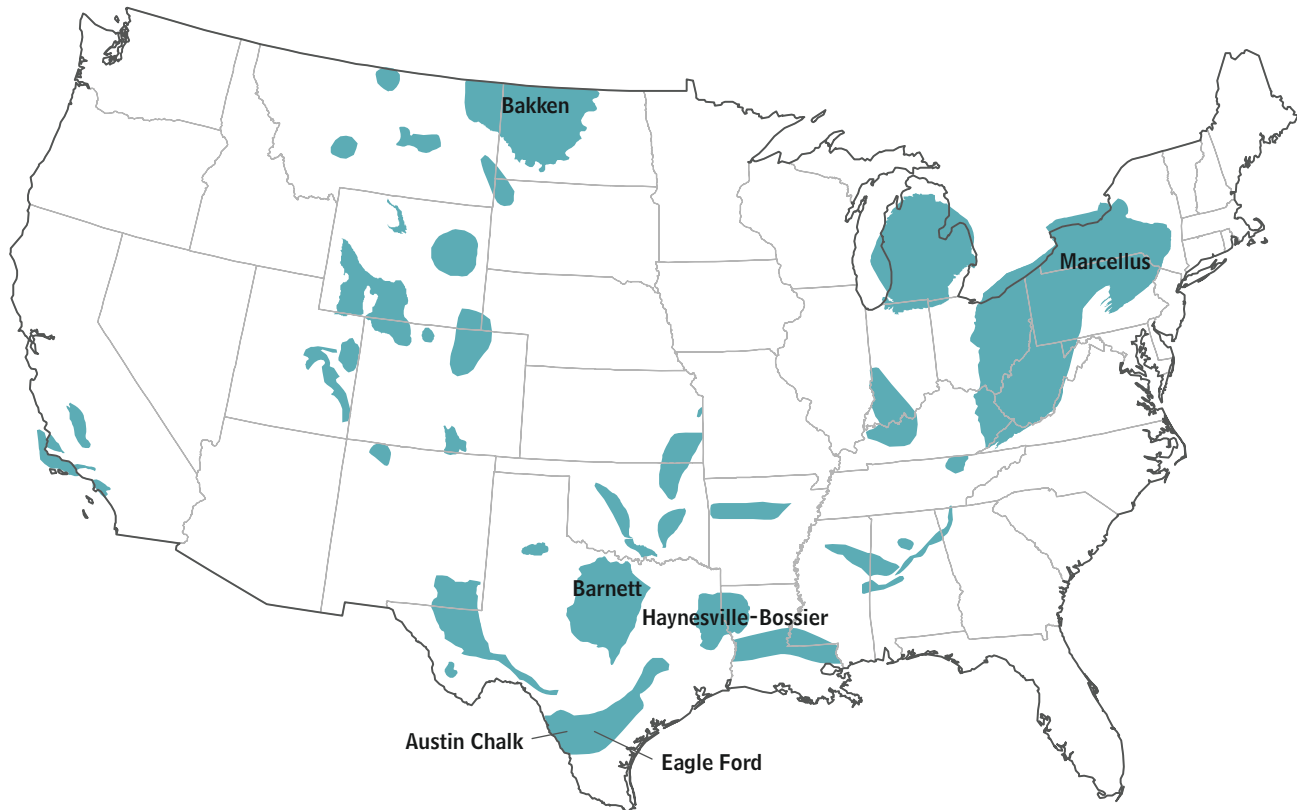 Bakken
Marcellus
Barnett
Haynesville-Bossier
Austin Chalk
Eagle Ford